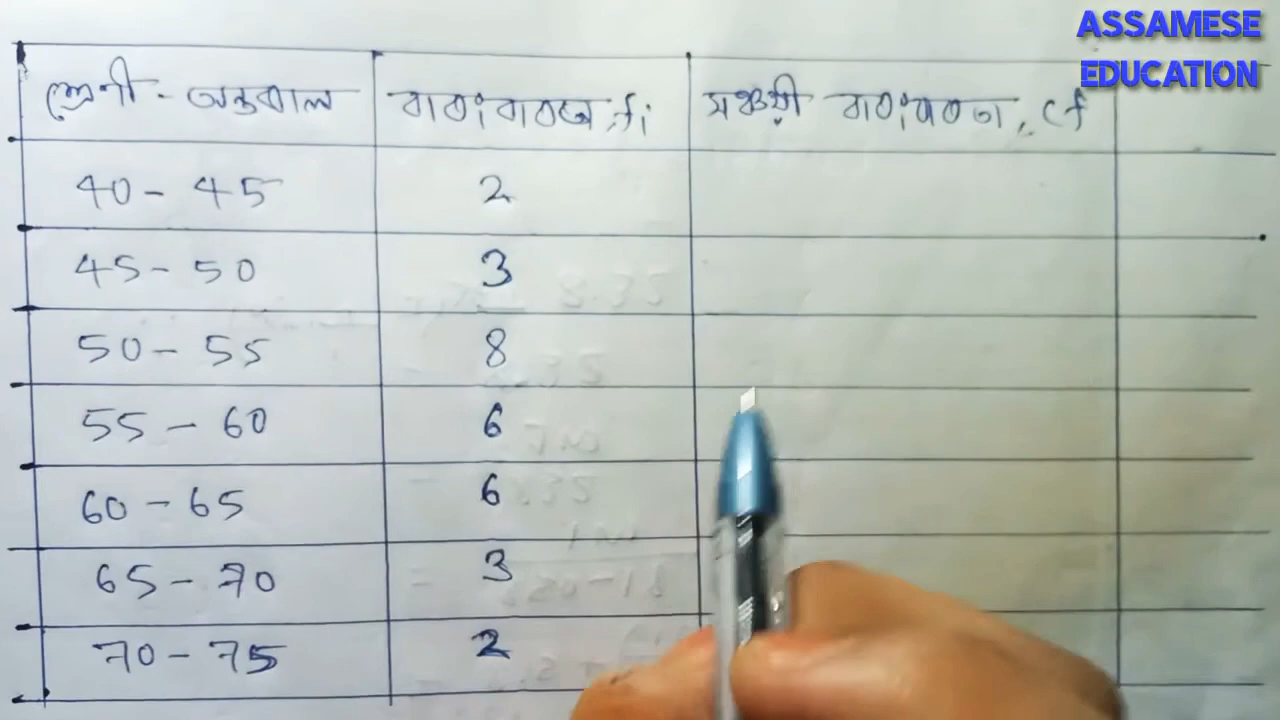 ASSAMESE
EDUCATION
শ্ৰেণী - অন্তৰাল বাৰংবাৰতা, fi সঞ্চয়ী বাৰংবাৰতা, cf
40 - 45 2
45 - 50 3
50 - 55 8
55 - 60 6
60 - 65 6
65 - 70 3
70 - 75 2